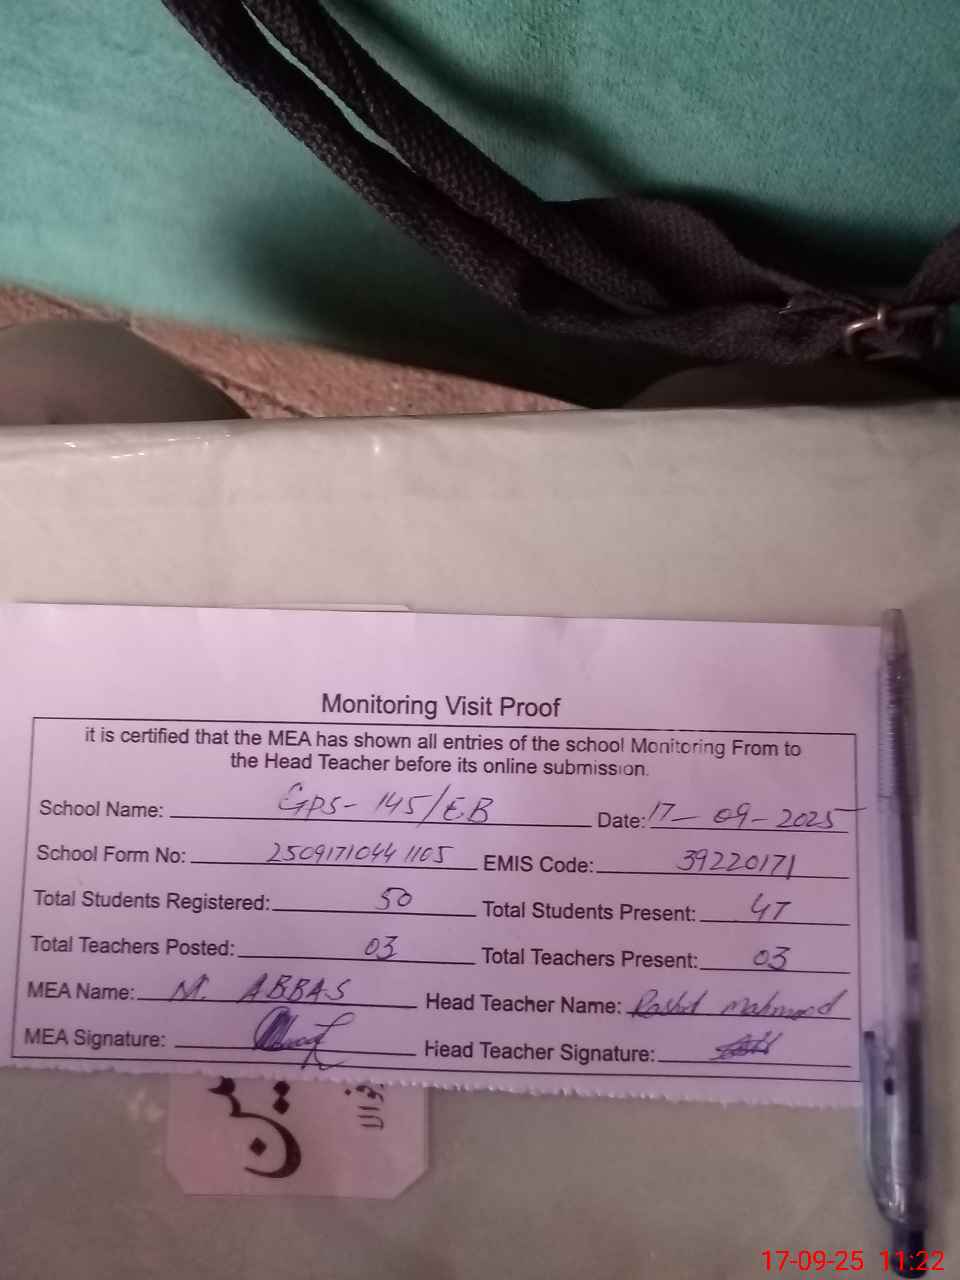 Monitoring Visit Proof
it is certified that the MEA has shown all entries of the school Monitoring From to
the Head Teacher before its online submission.
School Name: GPS- 145/EB Date: 17-09-2025
School Form No: 25091710441105 EMIS Code: 39220171
Total Students Registered: 50 Total Students Present: 47
Total Teachers Posted: 03 Total Teachers Present: 03
MEA Name: M. ABBAS Head Teacher Name: Rashid Mahmood
MEA Signature: Head Teacher Signature:
17-09-25 11:22